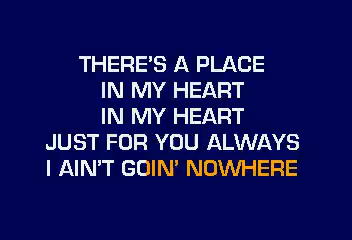 THERE'S A PLACE
IN MY HEART
IN MY HEART
JUST FOR YOU ALWAYS
I AIN'T GOIN' NOWHERE